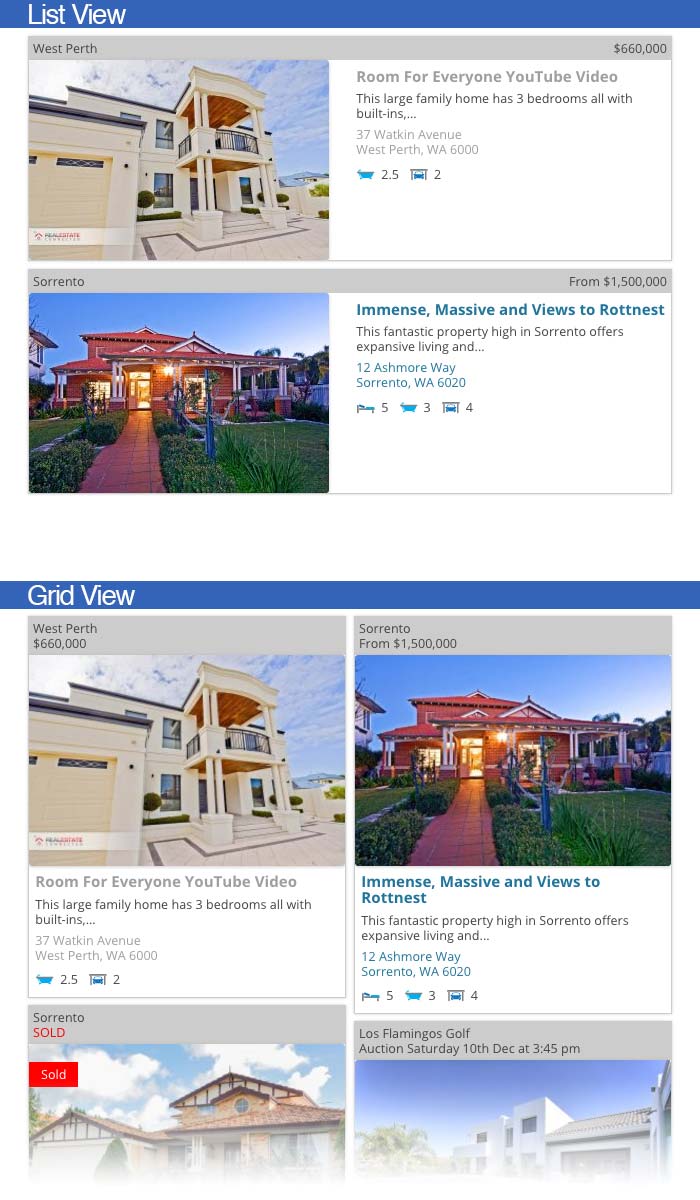 List View
West Perth
$660,000
Room For Everyone YouTube Video
This large family home has 3 bedrooms all with
built-ins,...
37 Watkin Avenue
West Perth, WA 6000
2.5 2
REALESTATE
CONNECTED
Sorrento
From $1,500,000
Immense, Massive and Views to Rottnest
This fantastic property high in Sorrento offers
expansive living and...
12 Ashmore Way
Sorrento, WA 6020
5 3 4
Grid View
West Perth
$660,000
REALESTATE
CONNECTED
Room For Everyone YouTube Video
This large family home has 3 bedrooms all with
built-ins,...
37 Watkin Avenue
West Perth, WA 6000
2.5 2
Sorrento
From $1,500,000
Immense, Massive and Views to
Rottnest
This fantastic property high in Sorrento offers
expansive living and...
12 Ashmore Way
Sorrento, WA 6020
5 3 4
Sorrento
SOLD
Sold
Los Flamingos Golf
Auction Saturday 10th Dec at 3:45 pm